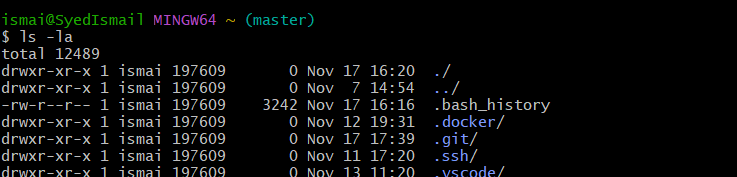 ismai@SyedIsmail MINGW64 ~ (master)
$ ls -la
total 12489
drwxr-xr-x 1 ismai 197609       0 Nov 17 16:20  ./
drwxr-xr-x 1 ismai 197609       0 Nov  7 14:54  ../
-rw-r--r-- 1 ismai 197609    3242 Nov 17 16:16  .bash_history
drwxr-xr-x 1 ismai 197609       0 Nov 12 19:31  .docker/
drwxr-xr-x 1 ismai 197609       0 Nov 17 17:39  .git/
drwxr-xr-x 1 ismai 197609       0 Nov 11 17:20  .ssh/
drwxr-xr-x 1 ismai 197609       0 Nov 13 11:20  .vscode/